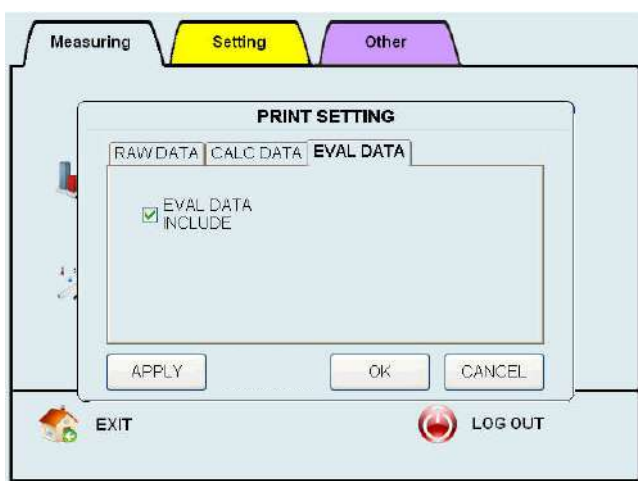 Measuring Setting Other
PRINT SETTING
RAW DATA CALC DATA EVAL DATA
EVAL DATA
INCLUDE
APPLY OK CANCEL
EXIT LOG OUT